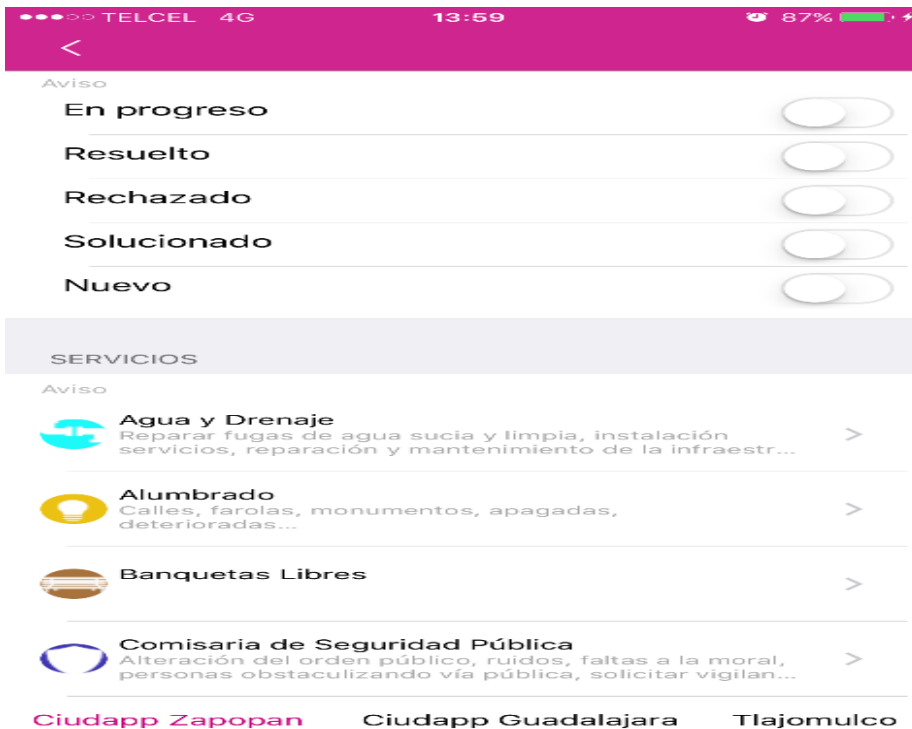 TELCEL 4G 13:59 87%
<
Aviso
En progreso
Resuelto
Rechazado
Solucionado
Nuevo
SERVICIOS
Aviso
Agua y Drenaje
Reparar fugas de agua sucia y limpia, instalación
servicios, reparación y mantenimiento de la infraestr...
>
Alumbrado
Calles, farolas, monumentos, apagadas,
deterioradas...
>
Banquetas Libres
>
Comisaria de Seguridad Pública
Alteración del orden público, ruidos, faltas a la moral,
personas obstaculizando vía pública, solicitar vigilan...
>
Ciudapp Zapopan Ciudapp Guadalajara Tlajomulco